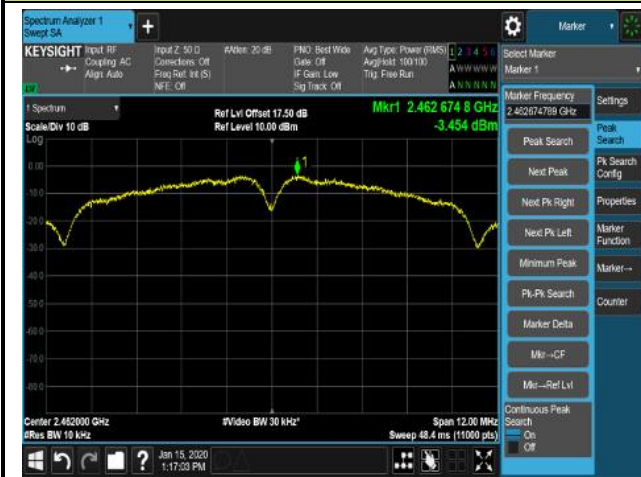 Spectrum Analyzer 1
Swept SA
+
Marker
KEYSIGHT
Input: RF
Coupling: AC
Align: Auto
Input Z: 50 Ω
Corrections: Off
Freq Ref: Int (S)
NFE: Off
#Atten: 20 dB
PNO: Best Wide
Gate: Off
IF Gain: Low
Sig Track: Off
Avg Type: Power (RMS)
Avg|Hold: 100/100
Trig: Free Run
1 2 3 4 5 6
A W W W W W
A N N N N N
Select Marker
Marker 1
1 Spectrum
Scale/Div 10 dB
Log
Ref Lvl Offset 17.50 dB
Ref Level 10.00 dBm
Mkr1 2.462 674 8 GHz
-3.454 dBm
1
0.00
-10.0
-20.0
-30.0
-40.0
-50.0
-60.0
-70.0
-80.0
Center 2.462000 GHz
#Res BW 10 kHz
#Video BW 30 kHz*
Span 12.00 MHz
Sweep 48.4 ms (11000 pts)
Marker Frequency
2.462674789 GHz
Peak Search
Next Peak
Next Pk Right
Next Pk Left
Minimum Peak
Pk-Pk Search
Marker Delta
Mkr→CF
Mkr→Ref Lvl
Continuous Peak
Search
On
Off
Settings
Peak
Search
Pk Search
Config
Properties
Marker
Function
Marker→
Counter
?
Jan 15, 2020
1:17:03 PM